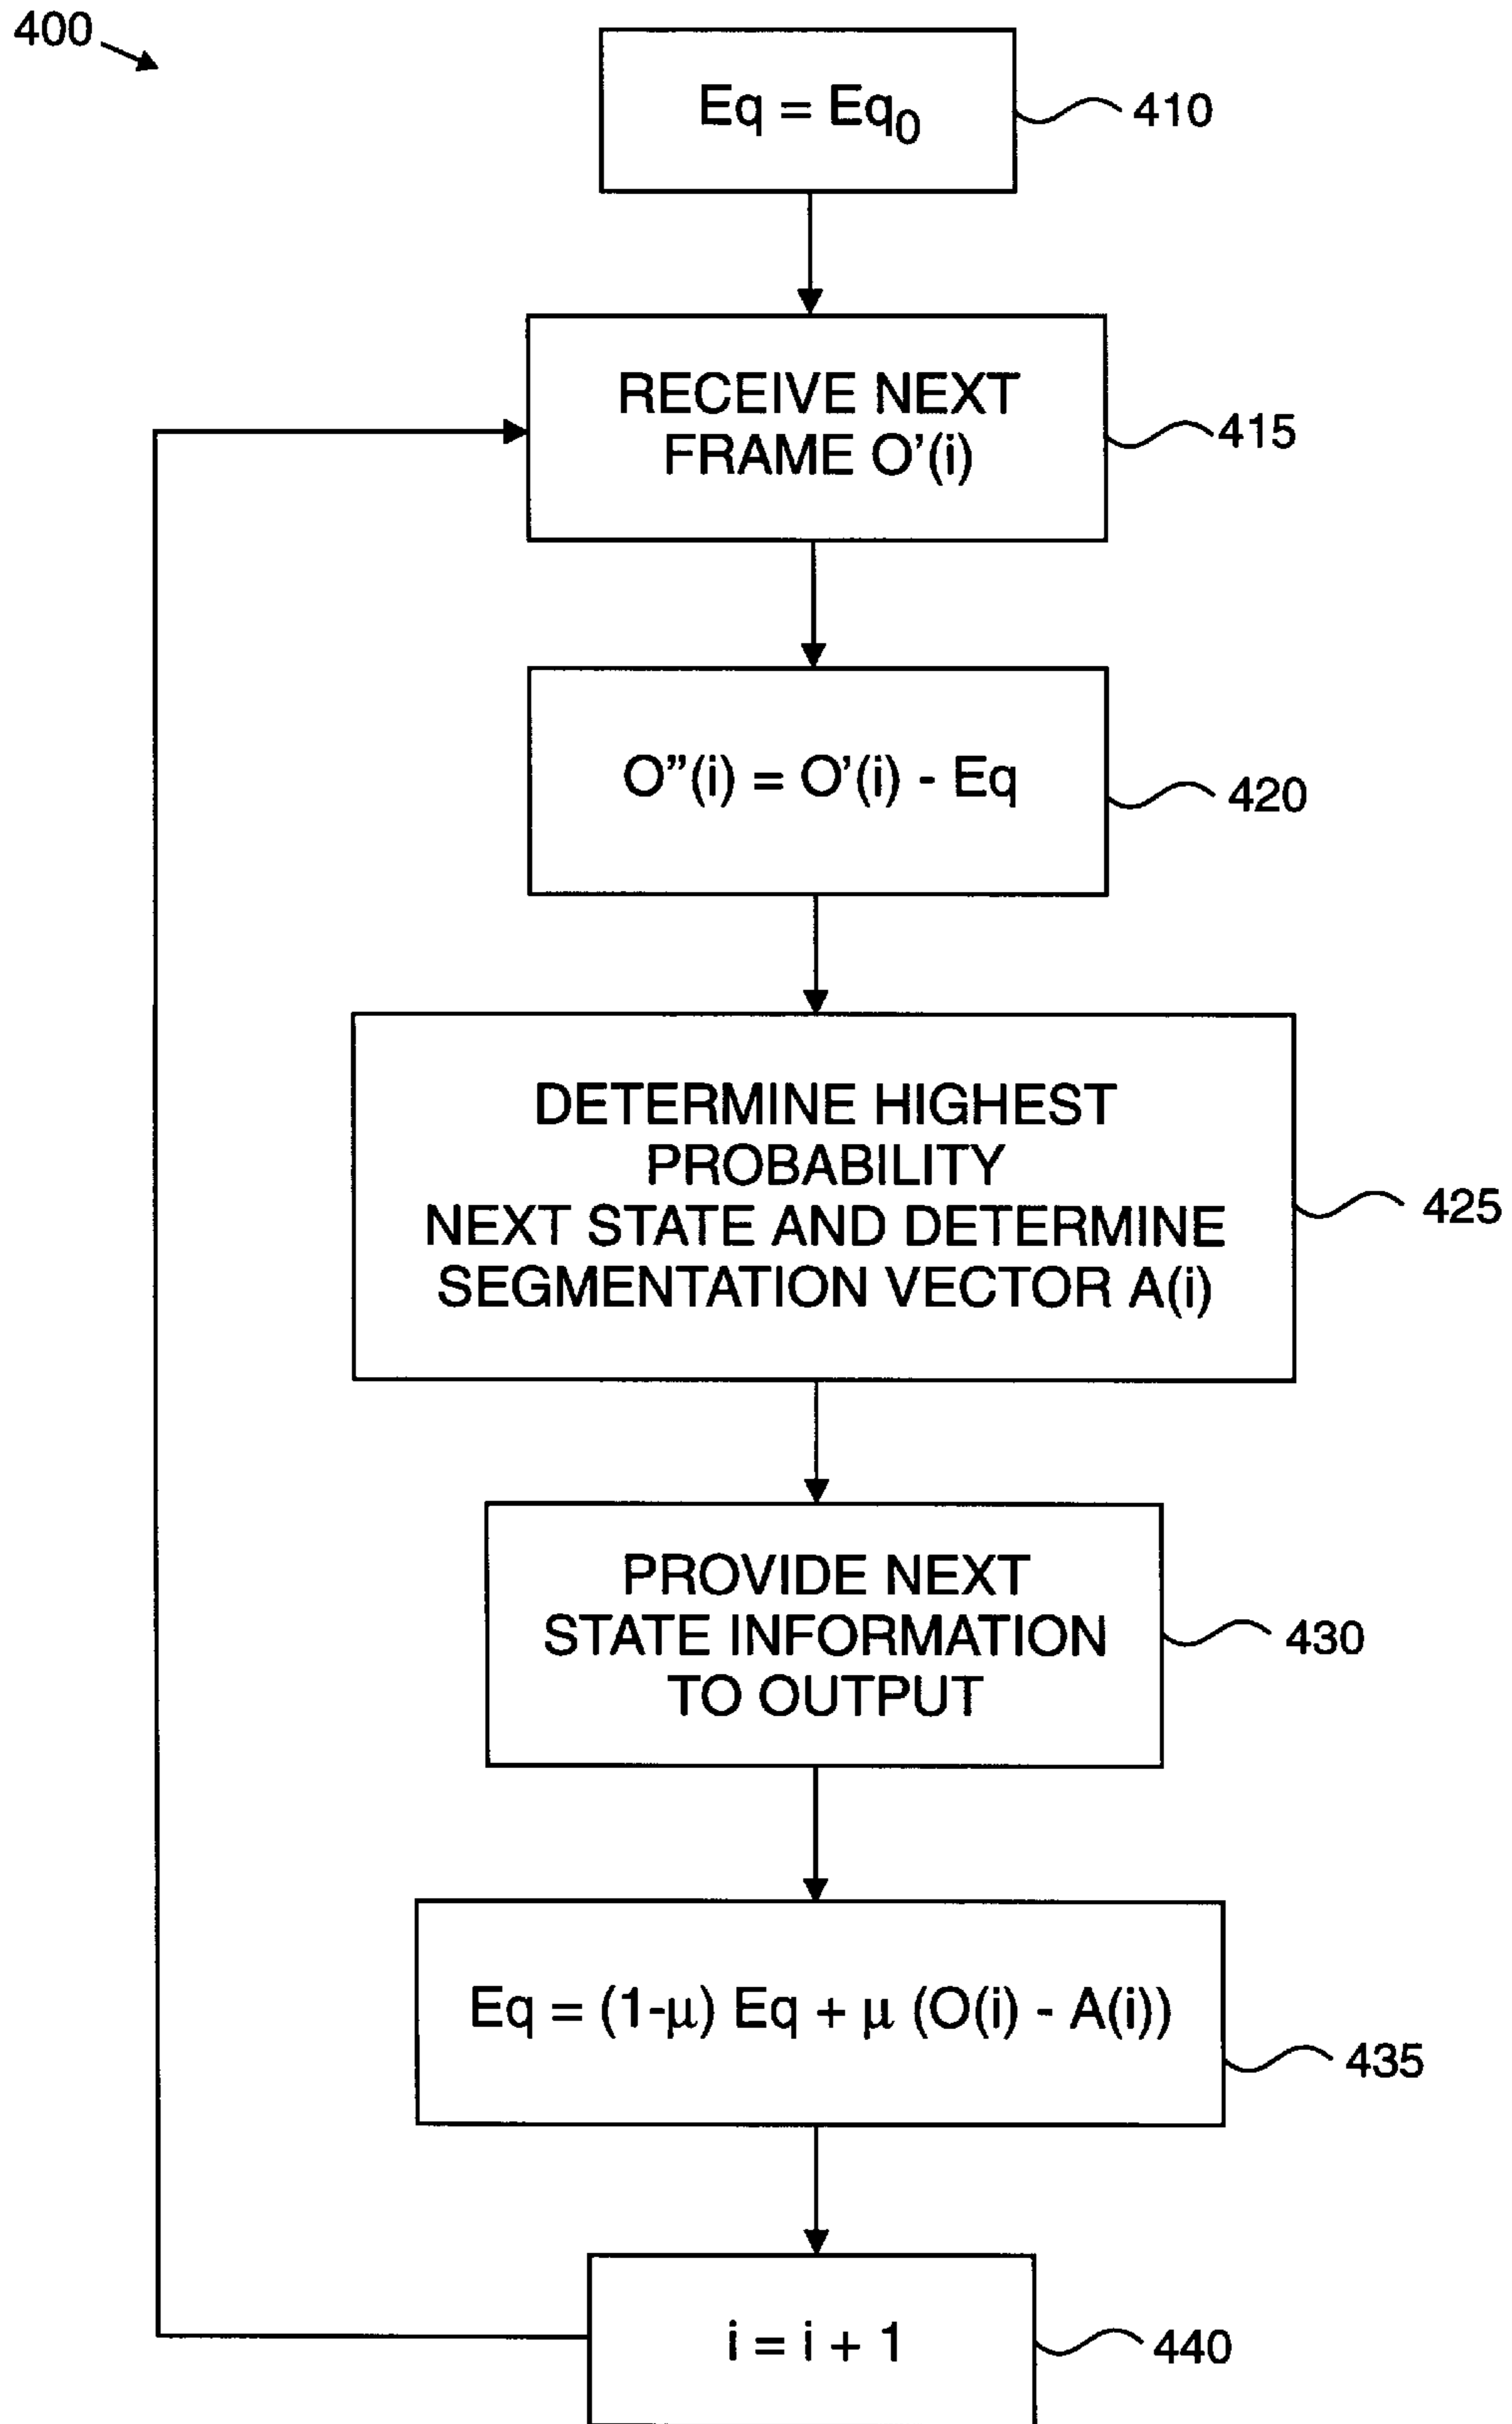 400
Eq = Eq0
410
RECEIVE NEXT
FRAME O'(i)
415
O”(i) = O'(i) - Eq
420
DETERMINE HIGHEST
PROBABILITY
NEXT STATE AND DETERMINE
SEGMENTATION VECTOR A(i)
425
PROVIDE NEXT
STATE INFORMATION
TO OUTPUT
430
Eq = (1-μ) Eq + μ (O(i) - A(i))
435
i = i + 1
440